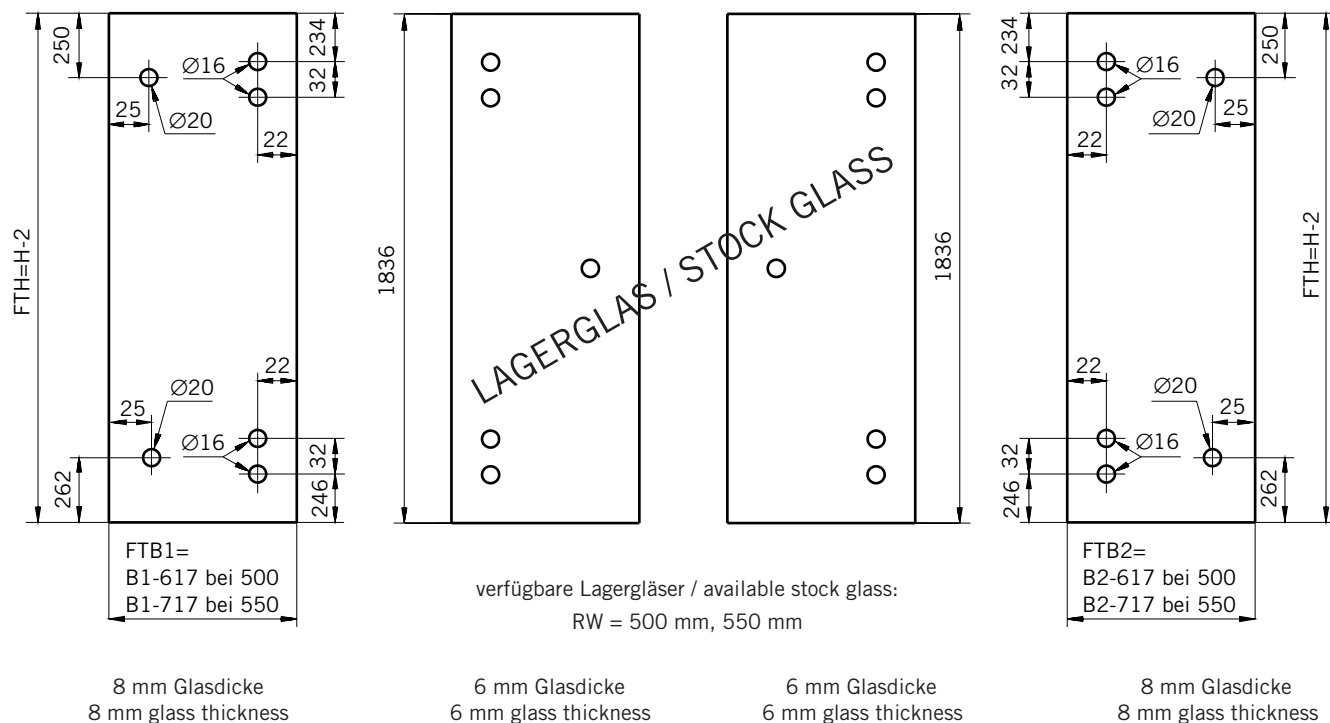 250
Ø16
234
32
25
Ø20
22
FTH=H-2
22
Ø20
25
Ø16
32
262
246
FTB1=
B1-617 bei 500
B1-717 bei 550
8 mm Glasdicke
8 mm glass thickness
1836
LAGERGLAS / STOCK GLASS
1836
verfügbare Lagergläser / available stock glass:
RW = 500 mm, 550 mm
6 mm Glasdicke
6 mm glass thickness
6 mm Glasdicke
6 mm glass thickness
234
32
Ø16
250
25
Ø20
22
FTH=H-2
22
Ø20
25
32
Ø16
246
262
FTB2=
B2-617 bei 500
B2-717 bei 550
8 mm Glasdicke
8 mm glass thickness